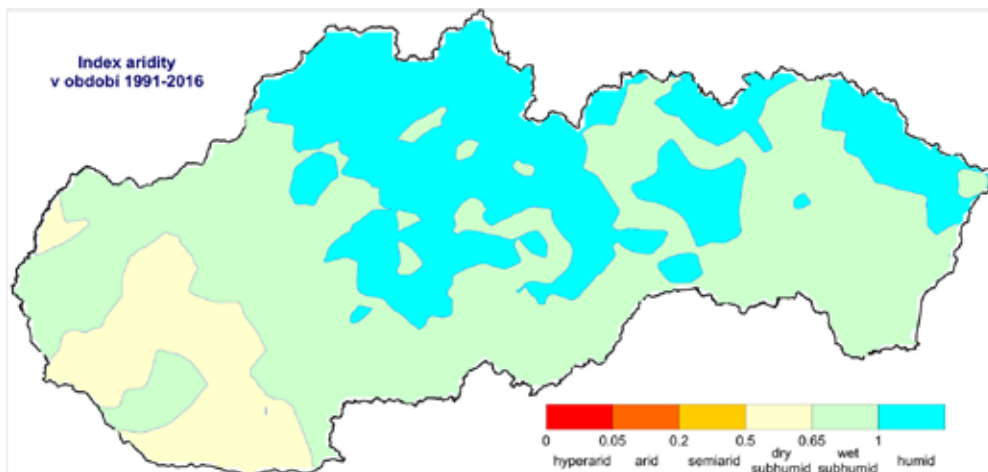 Index aridity
v období 1991-2016
0 0.05 0.2 0.5 0.65 1
hyperarid arid semiarid dry subhumid wet subhumid humid